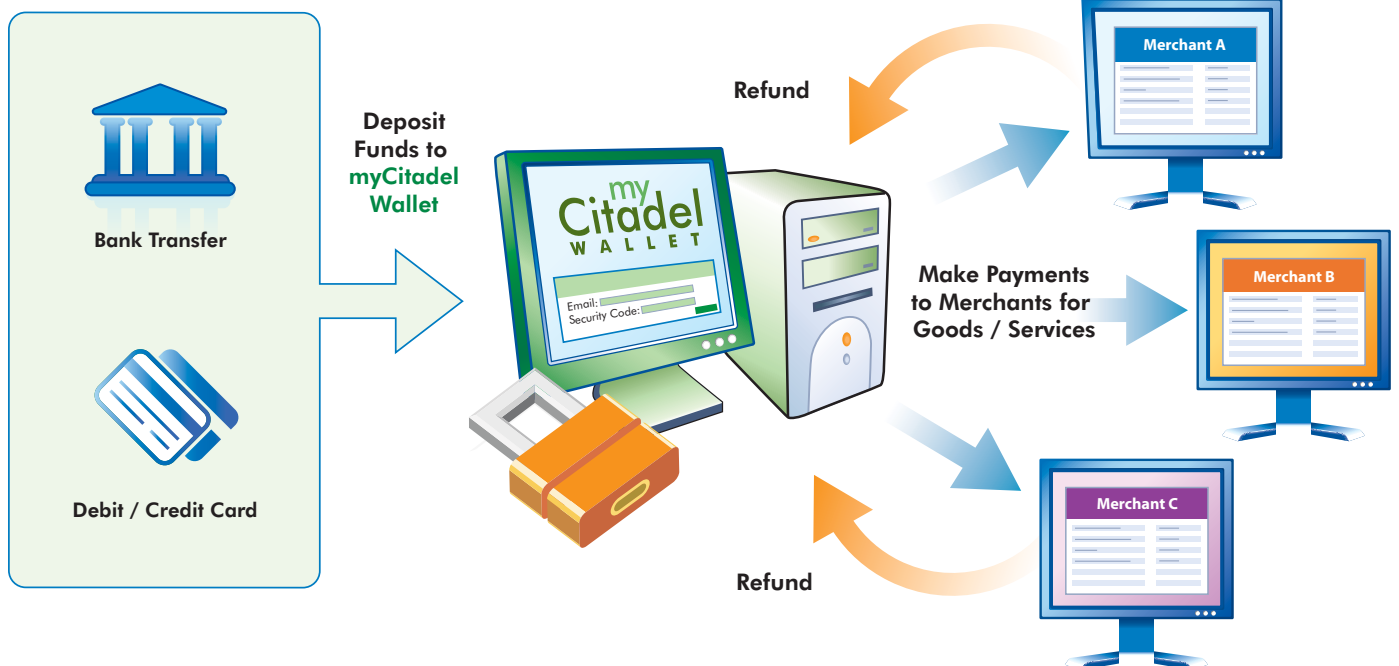 Bank Transfer
Debit / Credit Card
Deposit
Funds to
myCitadel
Wallet
my
Citadel
WALLET
Email:
Security Code:
Refund
Make Payments
to Merchants for
Goods / Services
Refund
Merchant A
Merchant B
Merchant C